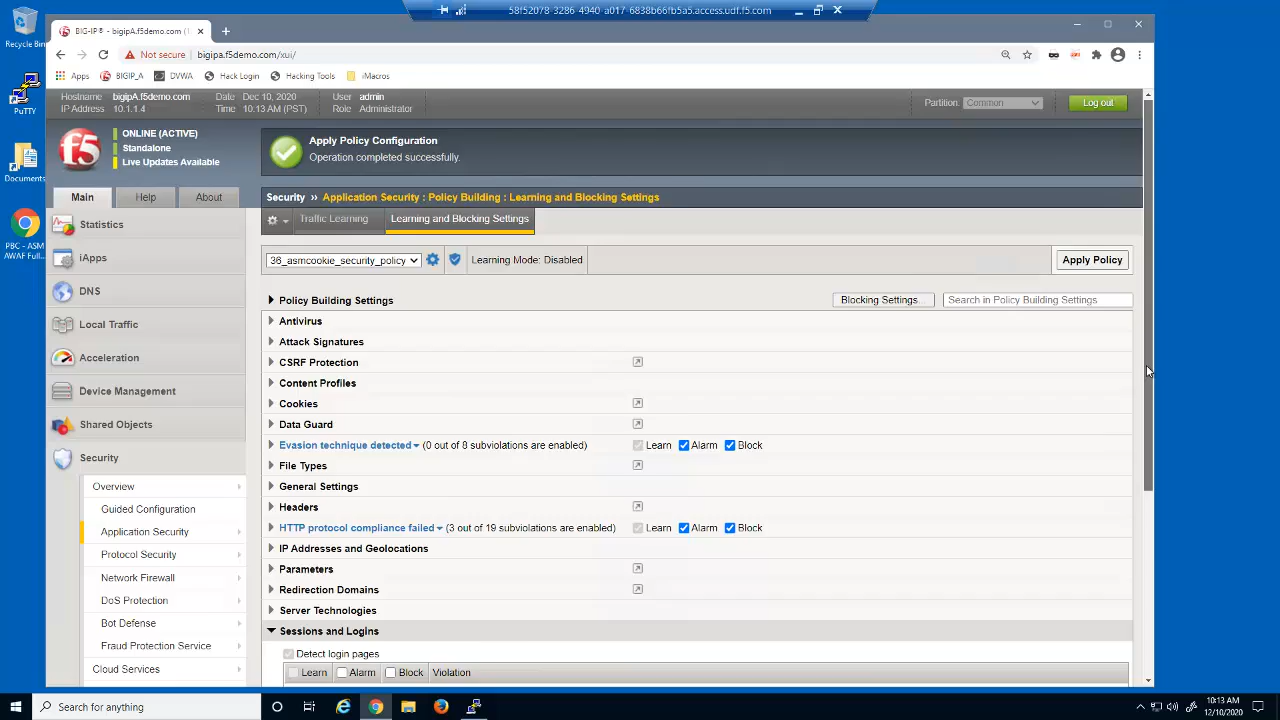 58f52078-3286-4940-a017-6838b66fb5a5.access.udf.f5.com
Recycle Bin
PuTTY
Documents
PBC - ASM
AWAF Full...
BIG-IP® - bigipA.f5demo.com (1
Not secure
bigipa.f5demo.com/xui/
Apps
BIGIP_A
DVWA
Hack Login
Hacking Tools
iMacros
Hostname bigipA.f5demo.com Date Dec 10, 2020 User admin
IP Address 10.1.1.4 Time 10:13 AM (PST) Role Administrator
Partition: Common
Log out
f5
ONLINE (ACTIVE)
Standalone
Live Updates Available
Apply Policy Configuration
Operation completed successfully.
Main
Help
About
Security » Application Security : Policy Building : Learning and Blocking Settings
Traffic Learning
Learning and Blocking Settings
Statistics
iApps
DNS
Local Traffic
Acceleration
Device Management
Shared Objects
Security
Overview
Guided Configuration
Application Security
Protocol Security
Network Firewall
DoS Protection
Bot Defense
Fraud Protection Service
Cloud Services
36_asmcookie_security_policy
Learning Mode: Disabled
Apply Policy
Policy Building Settings
Blocking Settings...
Search in Policy Building Settings
Antivirus
Attack Signatures
CSRF Protection
Content Profiles
Cookies
Data Guard
Evasion technique detected (0 out of 8 subviolations are enabled) Learn Alarm Block
File Types
General Settings
Headers
HTTP protocol compliance failed (3 out of 19 subviolations are enabled) Learn Alarm Block
IP Addresses and Geolocations
Parameters
Redirection Domains
Server Technologies
Sessions and Logins
Detect login pages
Learn Alarm Block Violation
Search for anything
10:13 AM
12/10/2020